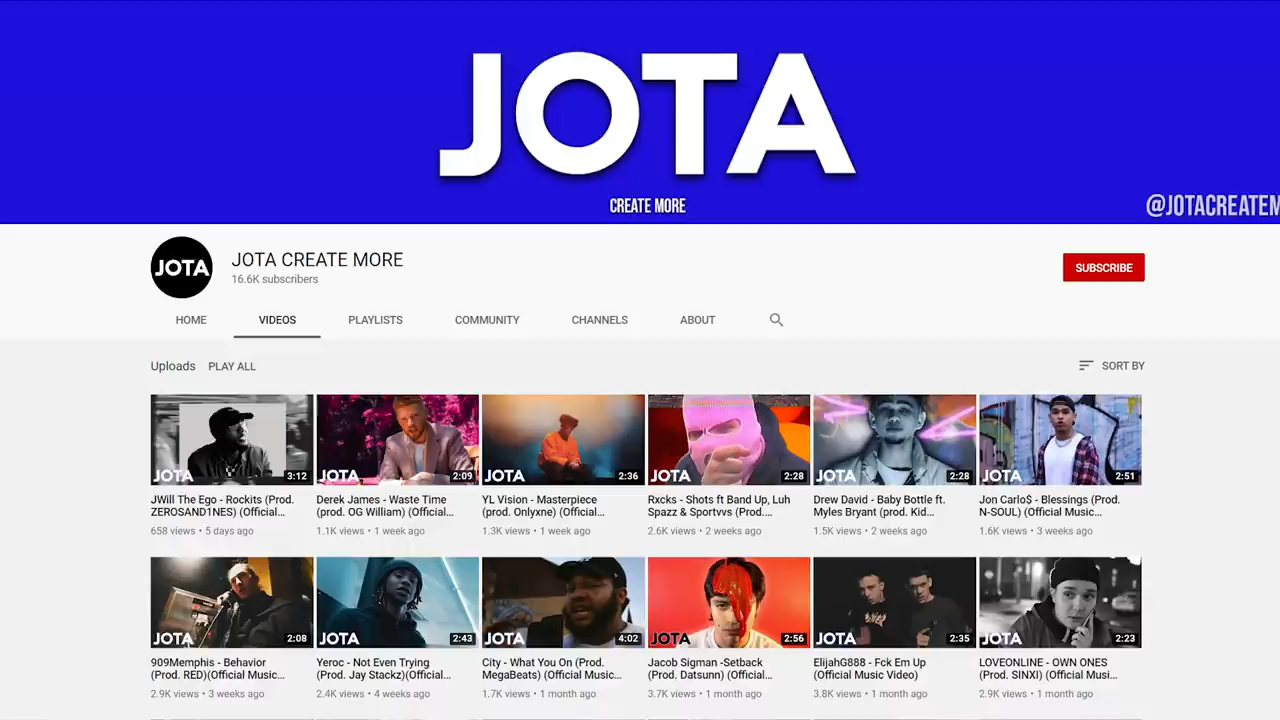 JOTA
CREATE MORE
@JOTACREATEM
JOTA
JOTA CREATE MORE
16.6K subscribers
SUBSCRIBE
HOME
VIDEOS
PLAYLISTS
COMMUNITY
CHANNELS
ABOUT
Uploads
PLAY ALL
SORT BY
JOTA
3:12
JOTA
2:09
JOTA
2:36
JOTA
2:28
JOTA
2:28
JOTA
2:51
JWill The Ego - Rockits (Prod.
ZEROSAND1NES) (Official...
658 views • 5 days ago
Derek James - Waste Time
(prod. OG William) (Official...
1.1K views • 1 week ago
YL Vision - Masterpiece
(prod. Onlyxne) (Official...
1.3K views • 1 week ago
Rxcks - Shots ft Band Up, Luh
Spazz & Sportvvs (Prod....
2.6K views • 2 weeks ago
Drew David - Baby Bottle ft.
Myles Bryant (prod. Kid...
1.5K views • 2 weeks ago
Jon Carlo$ - Blessings (Prod.
N-SOUL) (Official Music...
1.6K views • 3 weeks ago
JOTA
2:08
JOTA
2:43
JOTA
4:02
JOTA
2:56
JOTA
2:35
JOTA
2:23
909Memphis - Behavior
(Prod. RED)(Official Music...
2.9K views • 3 weeks ago
Yeroc - Not Even Trying
(Prod. Jay Stackz)(Official...
2.4K views • 4 weeks ago
City - What You On (Prod.
MegaBeats) (Official Music...
1.7K views • 1 month ago
Jacob Sigman -Setback
(Prod. Datsunn) (Official...
3.7K views • 1 month ago
ElijahG888 - Fck Em Up
(Official Music Video)
3.8K views • 1 month ago
LOVEONLINE - OWN ONES
(Prod. SINXI) (Official Musi...
2.9K views • 1 month ago